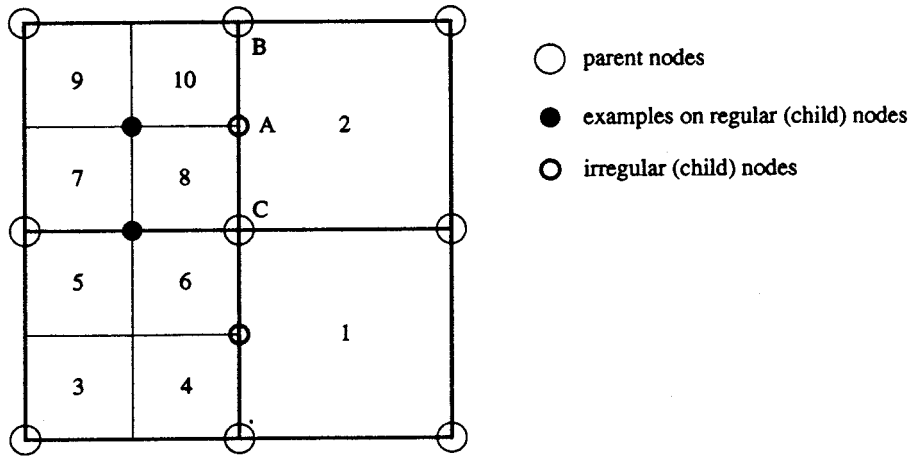 B
9 10
A 2
7 8
C
5 6
1
3 4
parent nodes
examples on regular (child) nodes
irregular (child) nodes